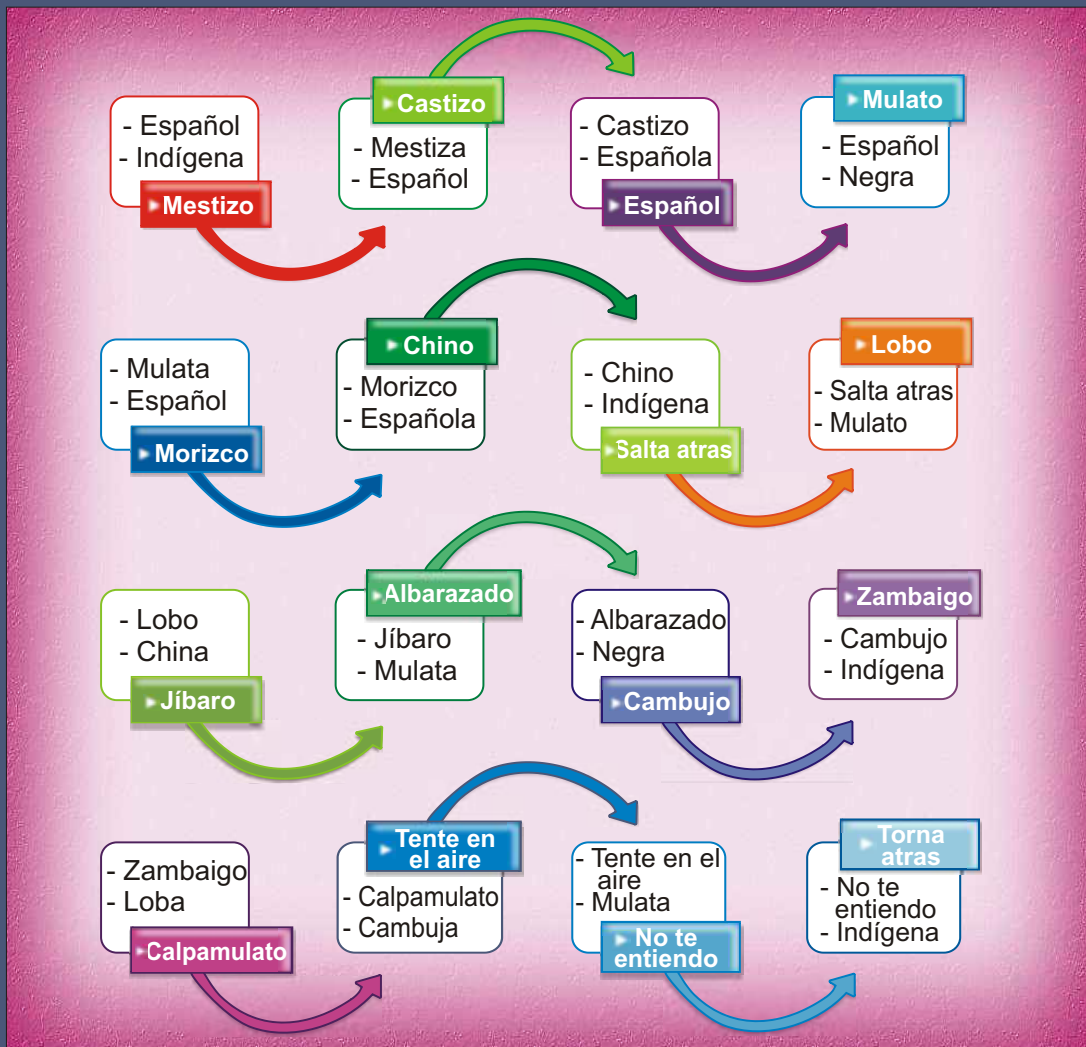 - Español
- Indígena
Mestizo
Castizo
- Mestiza
- Español
- Castizo
- Española
Español
Mulato
- Español
- Negra
- Mulata
- Español
Morizco
Chino
- Morizco
- Española
- Chino
- Indígena
Salta atras
Lobo
- Salta atras
- Mulato
- Lobo
- China
Jíbaro
Albarazado
- Jíbaro
- Mulata
- Albarazado
- Negra
Cambujo
Zambaigo
- Cambujo
- Indígena
- Zambaigo
- Loba
Calpamulato
Tente en
el aire
- Calpamulato
- Cambuja
- Tente en el
aire
- Mulata
No te
entiendo
Torna
atras
- No te
entiendo
- Indígena